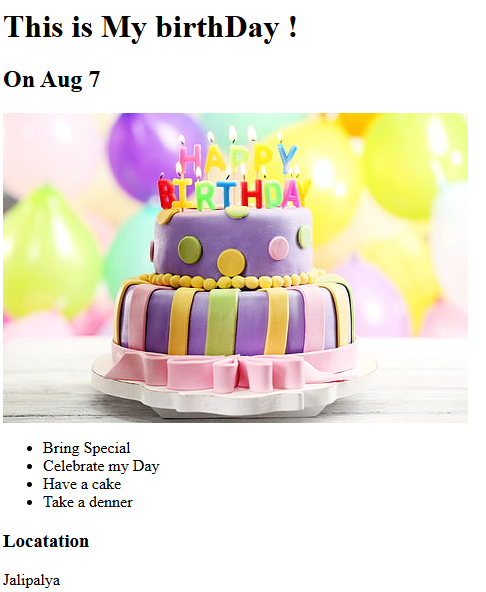 This is My birthDay !
On Aug 7
HAPPY
BIRTHDAY
Bring Special
Celebrate my Day
Have a cake
Take a denner
Locatation
Jalipalya